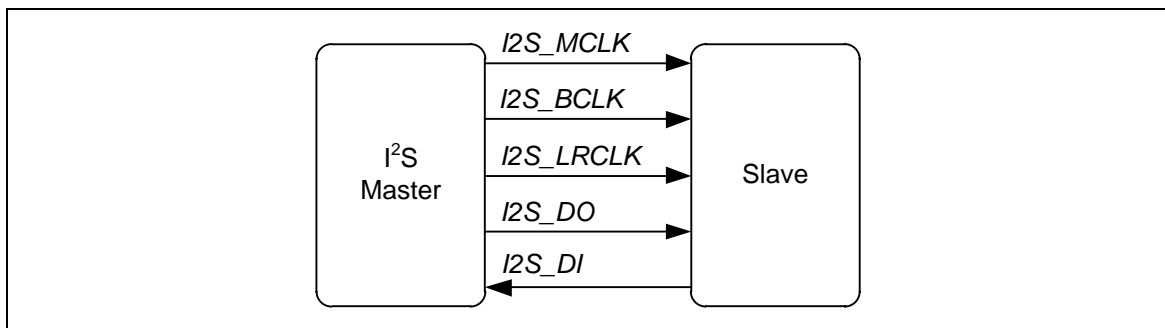 I2S_MCLK
I2S_BCLK
I²S
Master
I2S_LRCLK
Slave
I2S_DO
I2S_DI